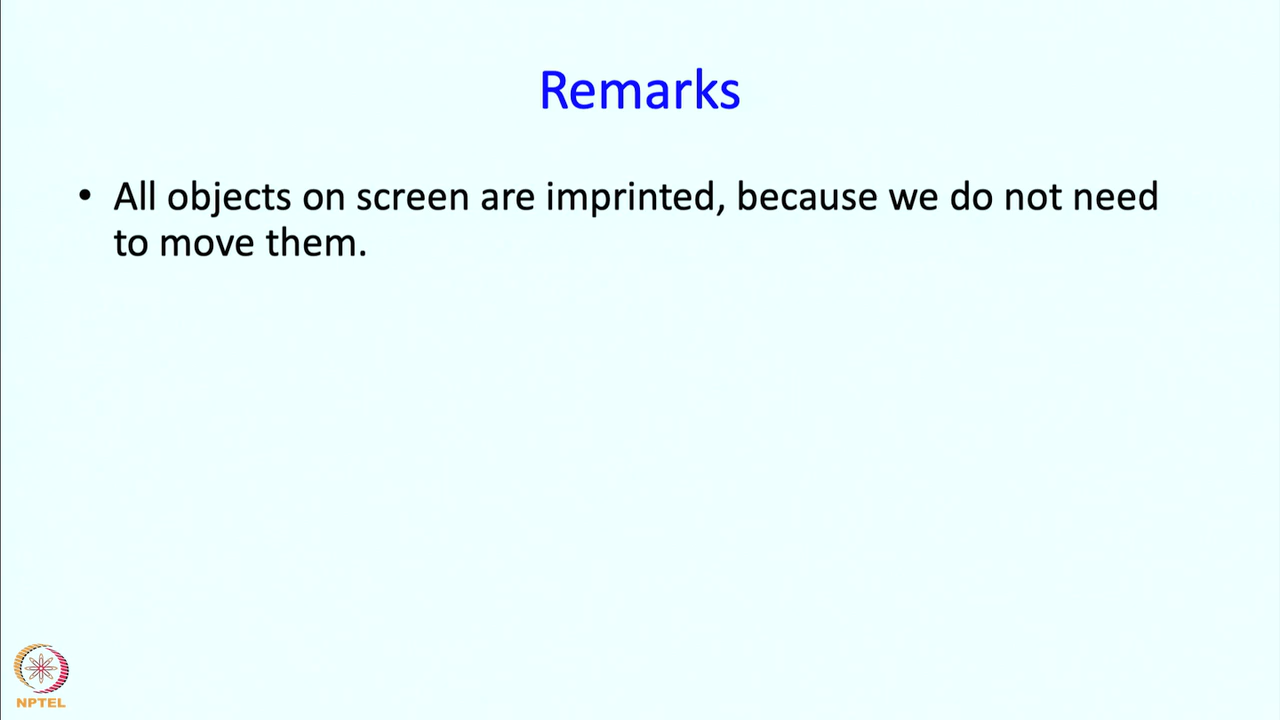 Remarks
• All objects on screen are imprinted, because we do not need
to move them.
NPTEL